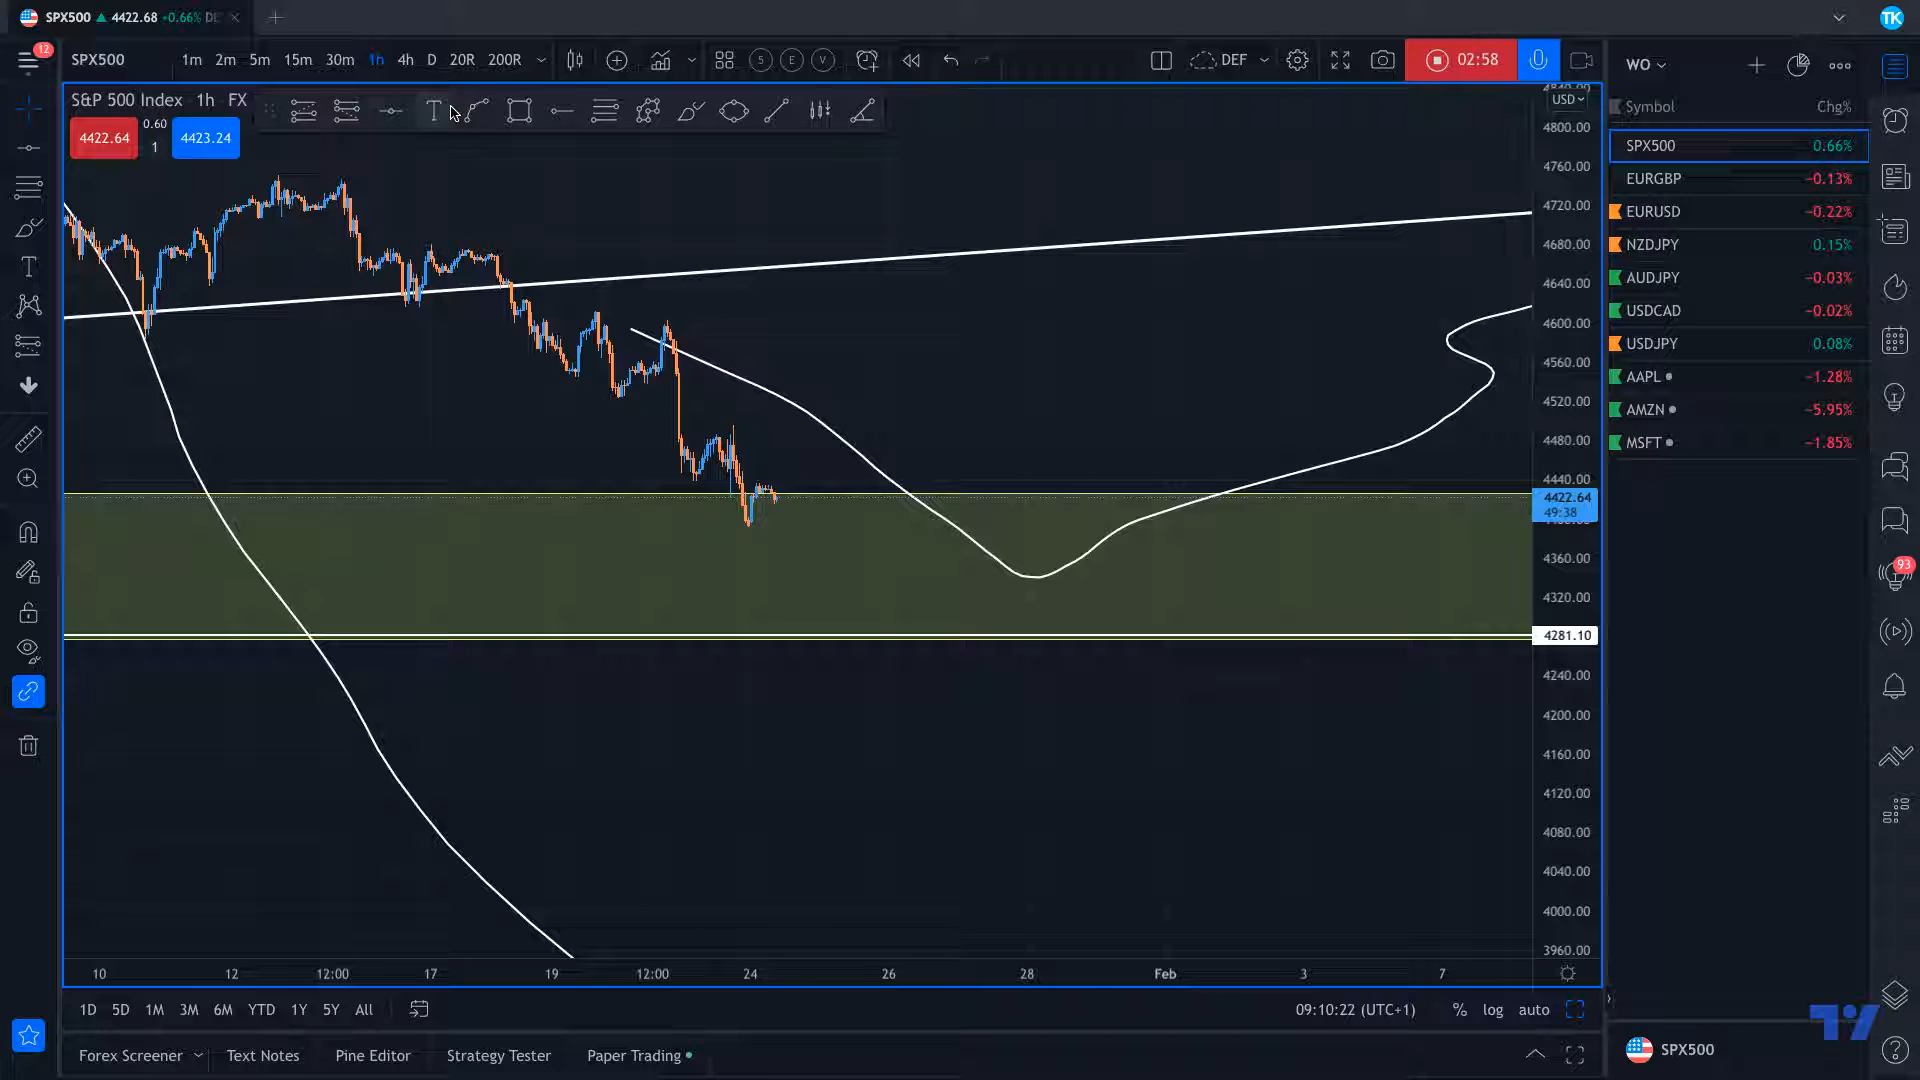 SPX500 ▲ 4422.68 +0.66% DE
TK
12
SPX500 1m 2m 5m 15m 30m 1h 4h D 20R 200R S E V DEF 02:58
WO
S&P 500 Index · 1h · FX
USD
Symbol Chg%
4422.64 0.60 1 4423.24
SPX500 0.66%
EURGBP −0.13%
EURUSD −0.22%
NZDJPY 0.15%
AUDJPY −0.03%
USDCAD −0.02%
USDJPY 0.08%
AAPL −1.28%
AMZN −5.95%
MSFT −1.85%
93
4840.00
4800.00
4760.00
4720.00
4680.00
4640.00
4600.00
4560.00
4520.00
4480.00
4440.00
4422.64
49:38
4360.00
4320.00
4281.10
4240.00
4200.00
4160.00
4120.00
4080.00
4040.00
4000.00
3960.00
10 12 12:00 17 19 12:00 24 26 28 Feb 3 7
1D 5D 1M 3M 6M YTD 1Y 5Y All 09:10:22 (UTC+1) % log auto
Forex Screener Text Notes Pine Editor Strategy Tester Paper Trading
SPX500